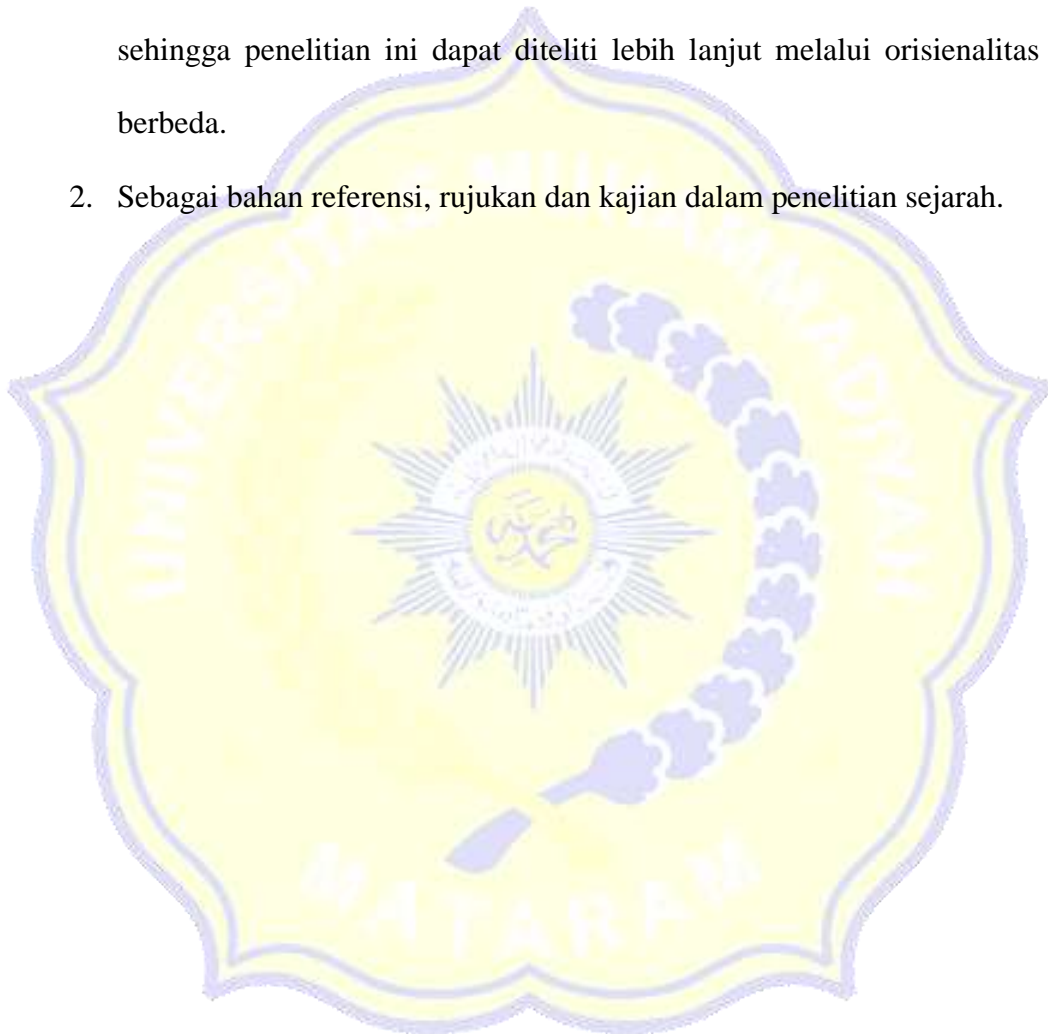 sehingga penelitian ini dapat diteliti lebih lanjut melalui orisienalitas
berbeda.
2. Sebagai bahan referensi, rujukan dan kajian dalam penelitian sejarah.
UNIVERSITAS MUHAMMADIYAH
MATARAM